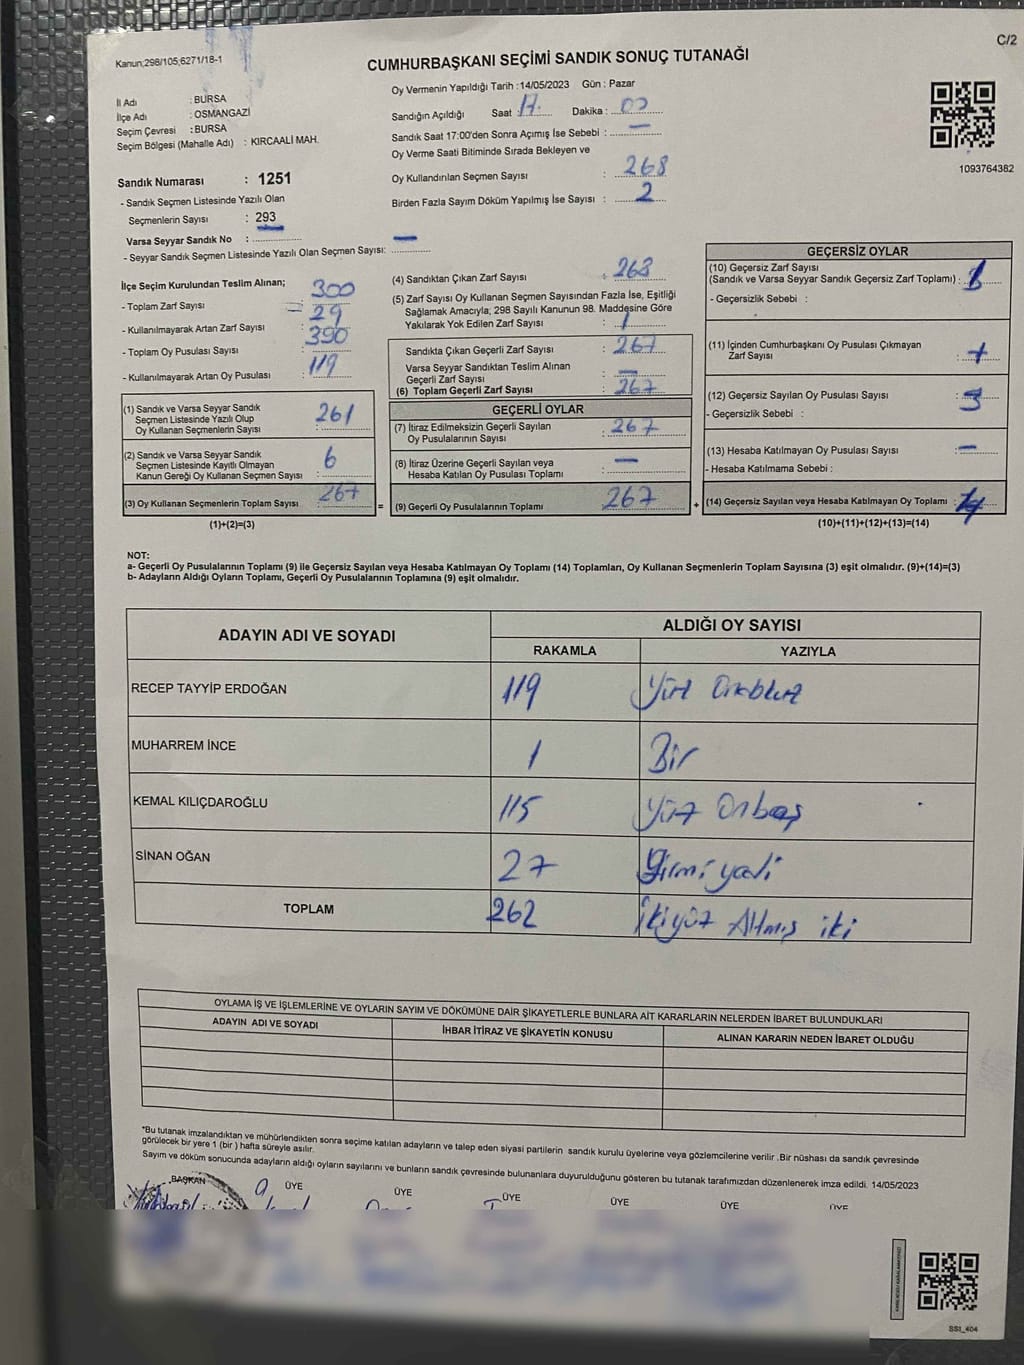 C/2
Kanun;298/105;6271/18-1
CUMHURBAŞKANI SEÇİMİ SANDIK SONUÇ TUTANAĞI
İl Adı : BURSA
İlçe Adı : OSMANGAZİ
Seçim Çevresi : BURSA
Seçim Bölgesi (Mahalle Adı) : KIRCAALİ MAH.
Oy Vermenin Yapıldığı Tarih :14/05/2023 Gün : Pazar
Sandığın Açıldığı Saat : 17. Dakika : 00
Sandık Saat 17:00'den Sonra Açımış İse Sebebi : —
Oy Verme Saati Bitiminde Sırada Bekleyen ve
Oy Kullandırılan Seçmen Sayısı : 268
Birden Fazla Sayım Döküm Yapılmış İse Sayısı : 2
1093764382
Sandık Numarası : 1251
- Sandık Seçmen Listesinde Yazılı Olan
Seçmenlerin Sayısı : 293
Varsa Seyyar Sandık No : —
- Seyyar Sandık Seçmen Listesinde Yazılı Olan Seçmen Sayısı:
İlçe Seçim Kurulundan Teslim Alınan;
- Toplam Zarf Sayısı : 300
- Kullanılmayarak Artan Zarf Sayısı : 29
- Toplam Oy Pusulası Sayısı : 390
- Kullanılmayarak Artan Oy Pusulası : 119
(1) Sandık ve Varsa Seyyar Sandık
Seçmen Listesinde Yazılı Olup
Oy Kullanan Seçmenlerin Sayısı : 261
(2) Sandık ve Varsa Seyyar Sandık
Seçmen Listesinde Kayıtlı Olmayan
Kanun Gereği Oy Kullanan Seçmen Sayısı : 6
(3) Oy Kullanan Seçmenlerin Toplam Sayısı : 267
(1)+(2)=(3)
=
(4) Sandıktan Çıkan Zarf Sayısı : 268
(5) Zarf Sayısı Oy Kullanan Seçmen Sayısından Fazla İse, Eşitliği
Sağlamak Amacıyla; 298 Sayılı Kanunun 98. Maddesine Göre
Yakılarak Yok Edilen Zarf Sayısı : 1
Sandıkta Çıkan Geçerli Zarf Sayısı : 267
Varsa Seyyar Sandıktan Teslim Alınan
Geçerli Zarf Sayısı : —
(6) Toplam Geçerli Zarf Sayısı : 267
GEÇERLİ OYLAR
(7) İtiraz Edilmeksizin Geçerli Sayılan
Oy Pusulalarının Sayısı : 267
(8) İtiraz Üzerine Geçerli Sayılan veya
Hesaba Katılan Oy Pusulası Toplamı : —
(9) Geçerli Oy Pusulalarının Toplamı : 267
+
GEÇERSİZ OYLAR
(10) Geçersiz Zarf Sayısı
(Sandık ve Varsa Seyyar Sandık Geçersiz Zarf Toplamı) :
- Geçersizlik Sebebi :
(11) İçinden Cumhurbaşkanı Oy Pusulası Çıkmayan
Zarf Sayısı :
(12) Geçersiz Sayılan Oy Pusulası Sayısı : 3
- Geçersizlik Sebebi :
(13) Hesaba Katılmayan Oy Pusulası Sayısı : —
- Hesaba Katılmama Sebebi :
(14) Geçersiz Sayılan veya Hesaba Katılmayan Oy Toplamı :
(10)+(11)+(12)+(13)=(14)
NOT:
a- Geçerli Oy Pusulalarının Toplamı (9) ile Geçersiz Sayılan veya Hesaba Katılmayan Oy Toplamı (14) Toplamları, Oy Kullanan Seçmenlerin Toplam Sayısına (3) eşit olmalıdır. (9)+(14)=(3)
b- Adayların Aldığı Oyların Toplamı, Geçerli Oy Pusulalarının Toplamına (9) eşit olmalıdır.
ADAYIN ADI VE SOYADI
ALDIĞI OY SAYISI
RAKAMLA YAZIYLA
RECEP TAYYİP ERDOĞAN 119 Yüz
MUHARREM İNCE 1 Bir
KEMAL KILIÇDAROĞLU 115 Yüz Onbeş
SİNAN OĞAN 27 Yirmi yedi
TOPLAM 262 İkiyüz Altmış iki
OYLAMA İŞ VE İŞLEMLERİNE VE OYLARIN SAYIM VE DÖKÜMÜNE DAİR ŞİKAYETLERLE BUNLARA AİT KARARLARIN NELERDEN İBARET BULUNDUKLARI
ADAYIN ADI VE SOYADI İHBAR İTİRAZ VE ŞİKAYETİN KONUSU ALINAN KARARIN NEDEN İBARET OLDUĞU
*Bu tutanak imzalandıktan ve mühürlendikten sonra seçime katılan adayların ve talep eden siyasi partilerin sandık kurulu üyelerine veya gözlemcilerine verilir .Bir nüshası da sandık çevresinde
görülecek bir yere 1 (bir ) hafta süreyle asılır.
Sayım ve döküm sonucunda adayların aldığı oyların sayılarını ve bunların sandık çevresinde bulunanlara duyurulduğunu gösteren bu tutanak tarafımızdan düzenlenerek imza edildi. 14/05/2023
BAŞKAN ÜYE ÜYE ÜYE ÜYE ÜYE ÜYE
SS1_404